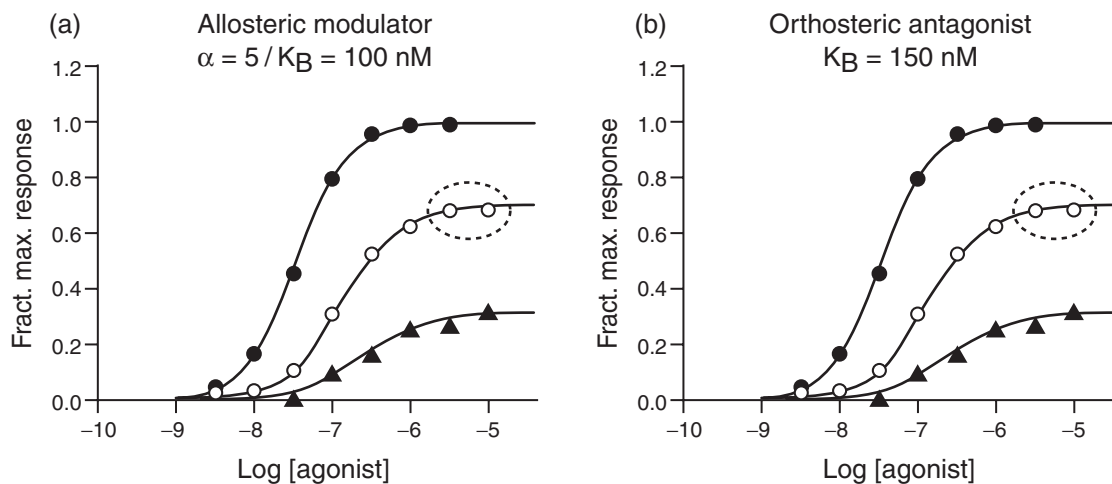 (a)
Allosteric modulator
α = 5 / KB = 100 nM
Fract. max. response
1.2
1.0
0.8
0.6
0.4
0.2
0.0
−10
−9
−8
−7
−6
−5
Log [agonist]
(b)
Orthosteric antagonist
KB = 150 nM
Fract. max. response
1.2
1.0
0.8
0.6
0.4
0.2
0.0
−10
−9
−8
−7
−6
−5
Log [agonist]